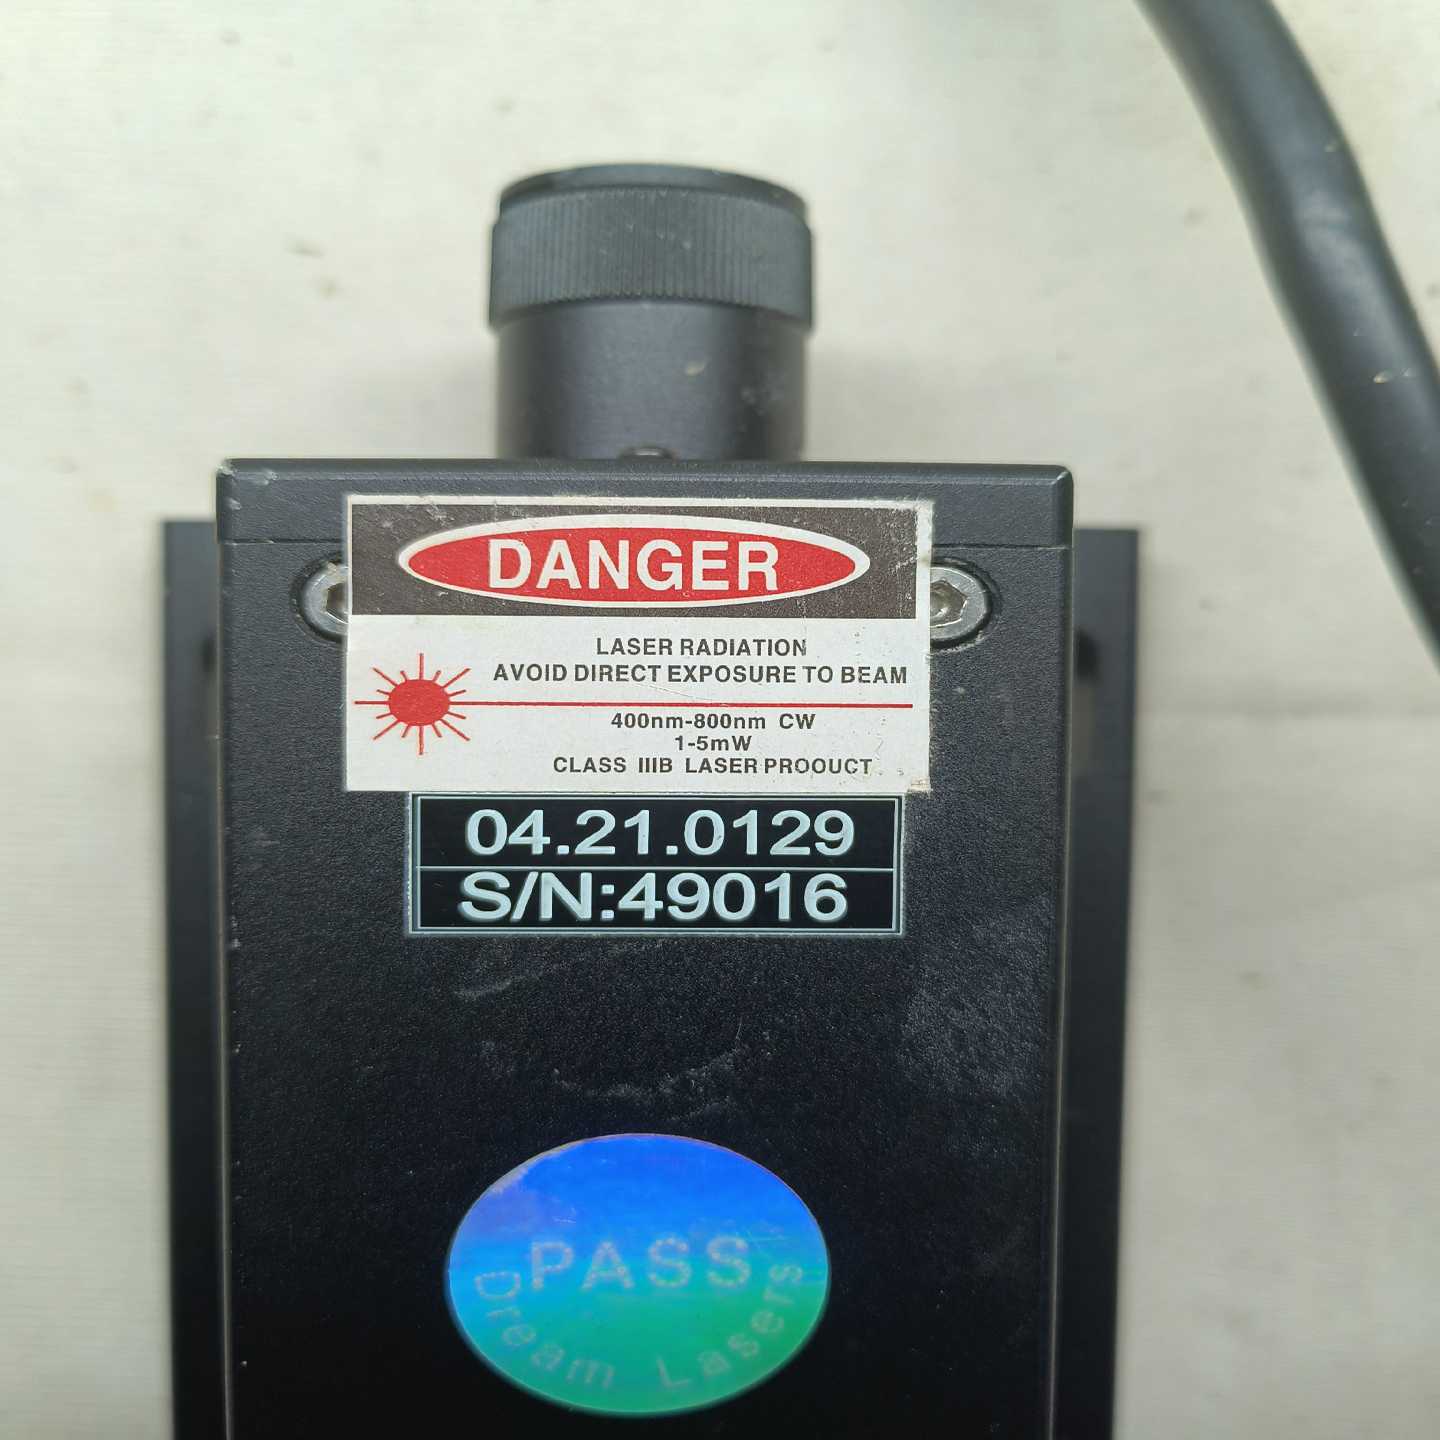 DANGER
LASER RADIATION
AVOID DIRECT EXPOSURE TO BEAM
400nm-800nm CW
1-5mW
CLASS IIIB LASER PROOUCT
04.21.0129
S/N:49016
PASS
Dream Lasers